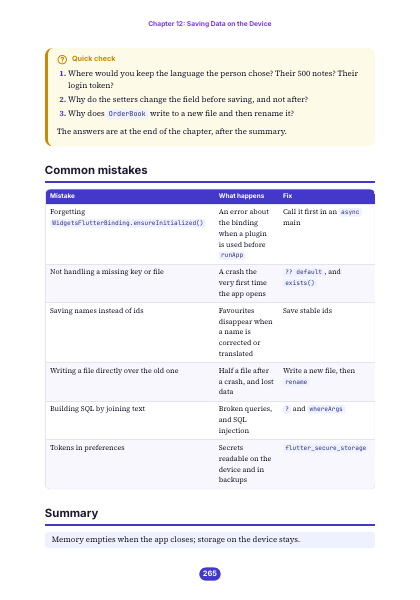 Chapter 12: Saving Data on the Device
Quick check
1. Where would you keep the language the person chose? Their 500 notes? Their
login token?
2. Why do the setters change the field before saving, and not after?
3. Why does OrderBook write to a new file and then rename it?
The answers are at the end of the chapter, after the summary.
Common mistakes
Mistake What happens Fix
Forgetting An error about Call it first in an async
WidgetsFlutterBinding.ensureInitialized() the binding main
when a plugin
is used before
runApp
Not handling a missing key or file A crash the ?? default , and
very first time exists()
the app opens
Saving names instead of ids Favourites Save stable ids
disappear when
a name is
corrected or
translated
Writing a file directly over the old one Half a file after Write a new file, then
a crash, and lost rename
data
Building SQL by joining text Broken queries, ? and whereArgs
and SQL
injection
Tokens in preferences Secrets flutter_secure_storage
readable on the
device and in
backups
Summary
Memory empties when the app closes; storage on the device stays.
265